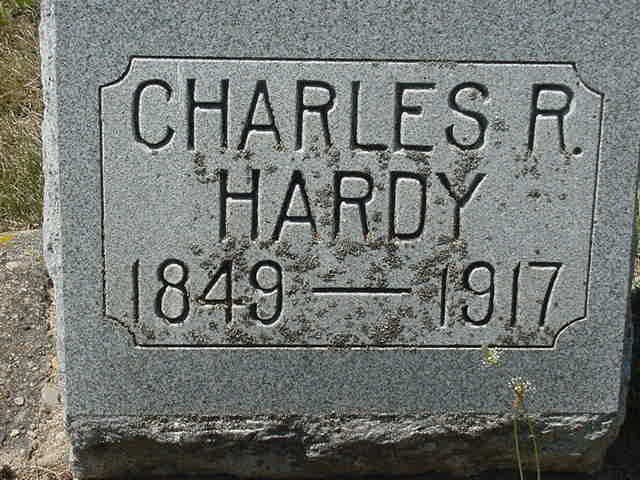 CHARLES R.
HARDY
1849 — 1917